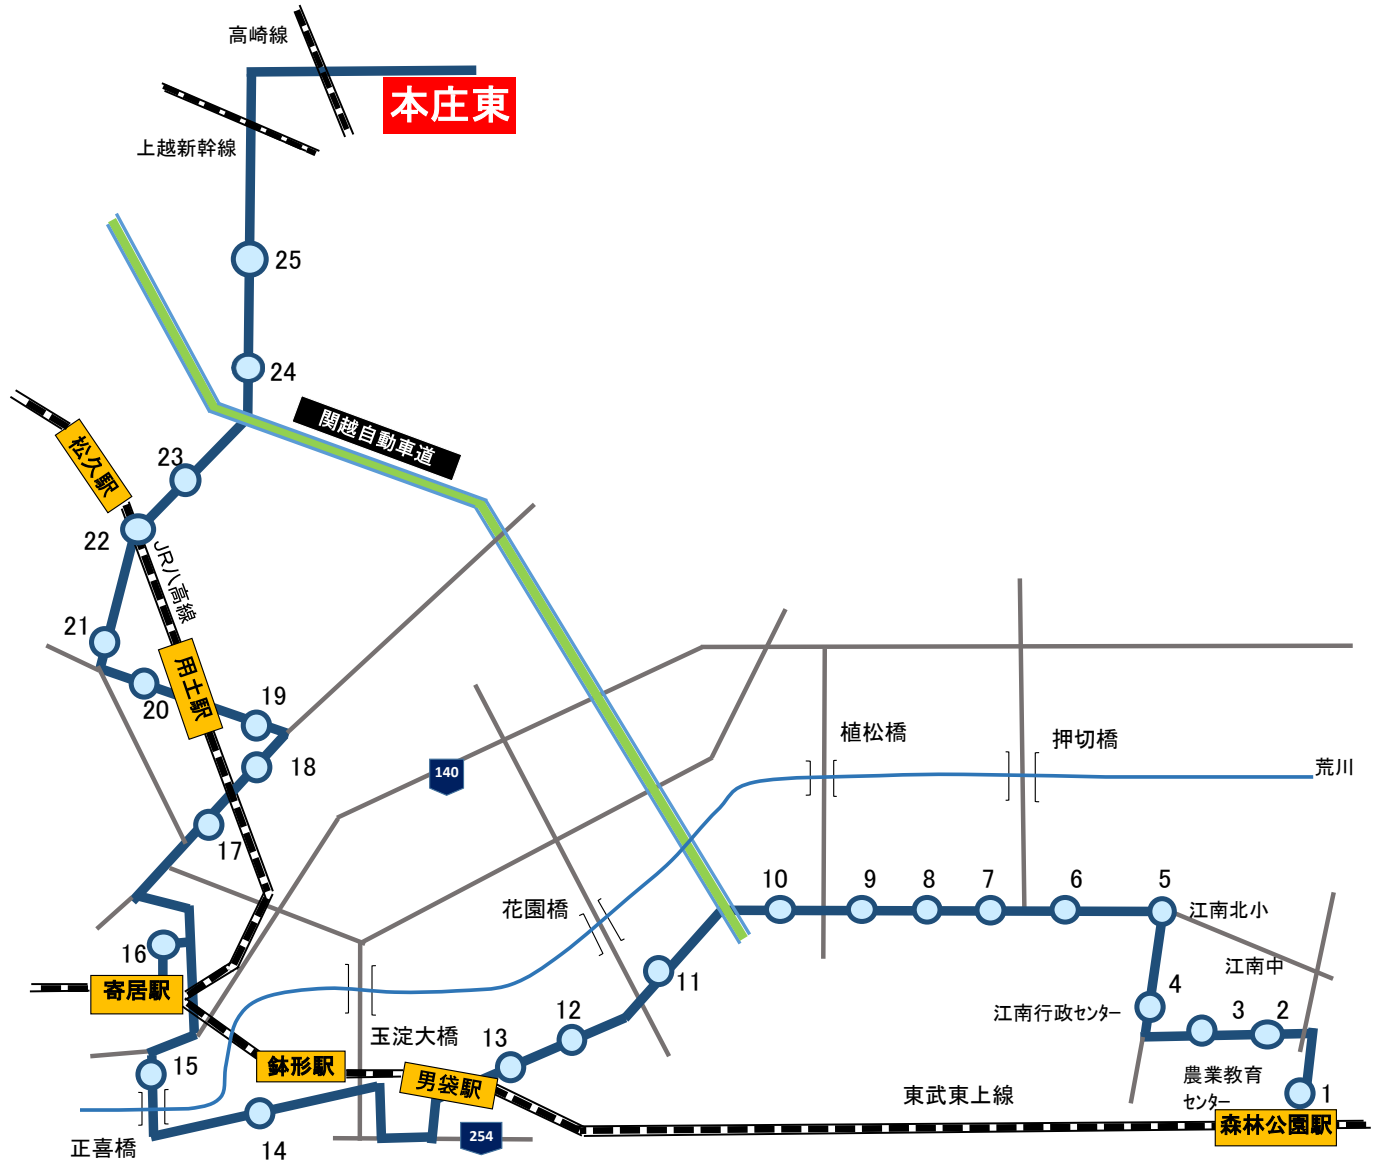 高崎線
本庄東
上越新幹線
25
24
関越自動車道
松久駅
23
22
JR八高線
21
用土駅
20
19
18
17
140
植松橋
押切橋
荒川
花園橋
10
9
8
7
6
5
江南北小
江南中
16
寄居駅
11
4
江南行政センター
3
2
玉淀大橋
12
13
15
鉢形駅
男衾駅
農業教育
センター
1
東武東上線
森林公園駅
正喜橋
14
254